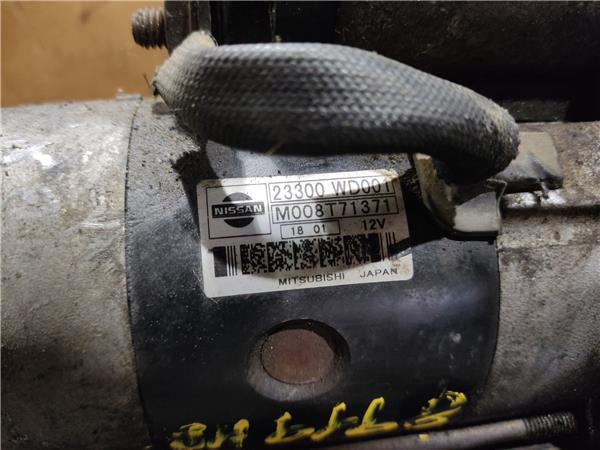 NISSAN
23300 WD001
M008T71371
18 01 12V
MITSUBISHI JAPAN